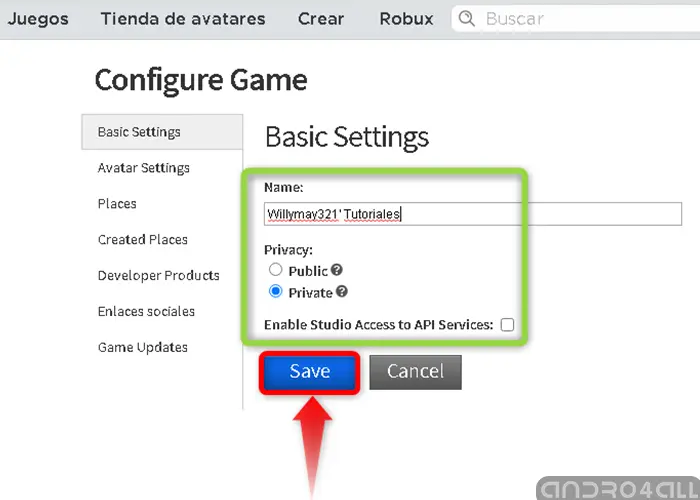 Juegos Tienda de avatares Crear Robux Buscar
Configure Game
Basic Settings
Avatar Settings
Places
Created Places
Developer Products
Enlaces sociales
Game Updates
Basic Settings
Name:
Willymay321' Tutoriales
Privacy:
Public
Private
Enable Studio Access to API Services:
Save Cancel
ANDRO4ALL